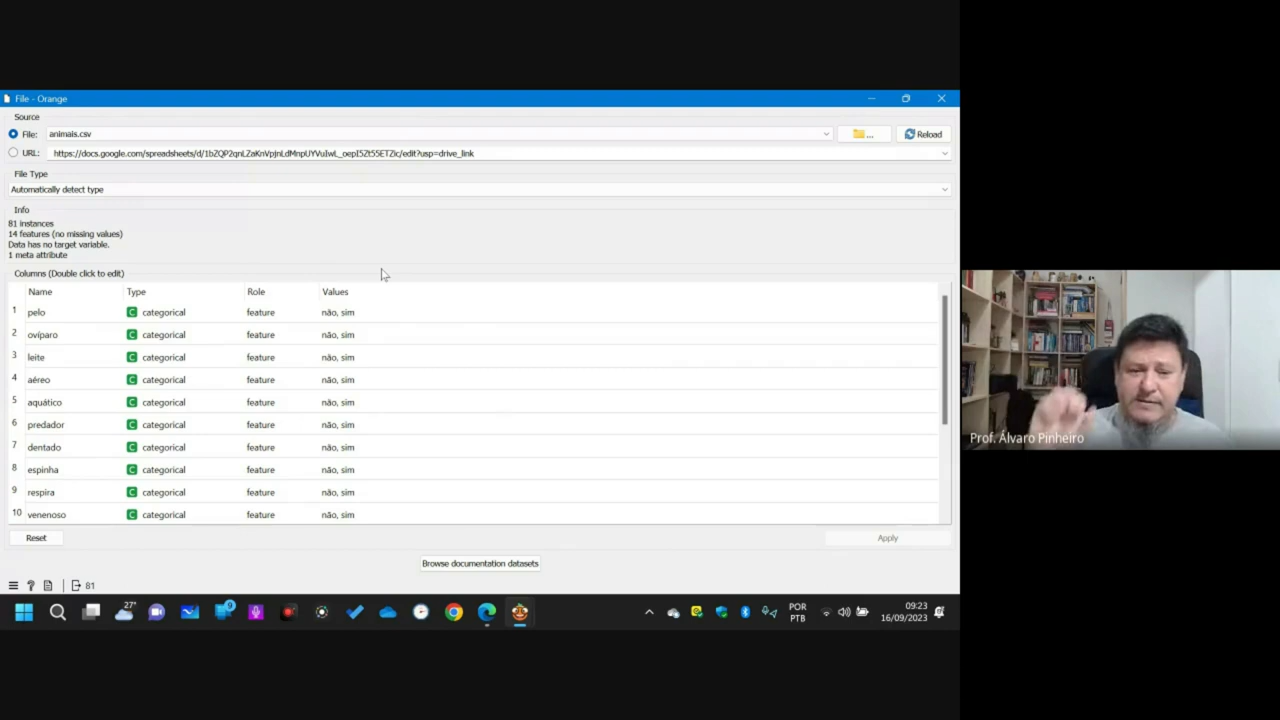 File - Orange
Source
File: animais.csv
... Reload
URL: https://docs.google.com/spreadsheets/d/1bZQP2qnLZaKnVpjnLdMnpUYVuIwL_oepI5Zt55ETZic/edit?usp=drive_link
File Type
Automatically detect type
Info
81 instances
14 features (no missing values)
Data has no target variable.
1 meta attribute
Columns (Double click to edit)
Name Type Role Values
1 pelo C categorical feature não, sim
2 ovíparo C categorical feature não, sim
3 leite C categorical feature não, sim
4 aéreo C categorical feature não, sim
5 aquático C categorical feature não, sim
6 predador C categorical feature não, sim
7 dentado C categorical feature não, sim
8 espinha C categorical feature não, sim
9 respira C categorical feature não, sim
10 venenoso C categorical feature não, sim
Reset Apply
Browse documentation datasets
81
27°
POR
PTB
09:23
16/09/2023
Prof. Álvaro Pinheiro